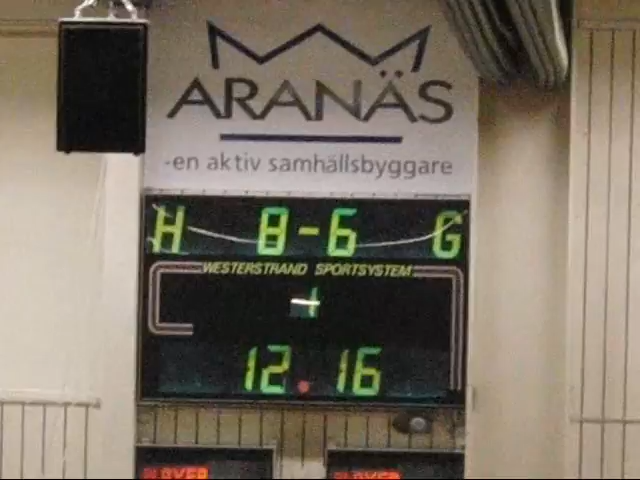 ARANÄS
-en aktiv samhällsbyggare
H 8-6 G
WESTERSTRAND SPORTSYSTEM
1
12.16